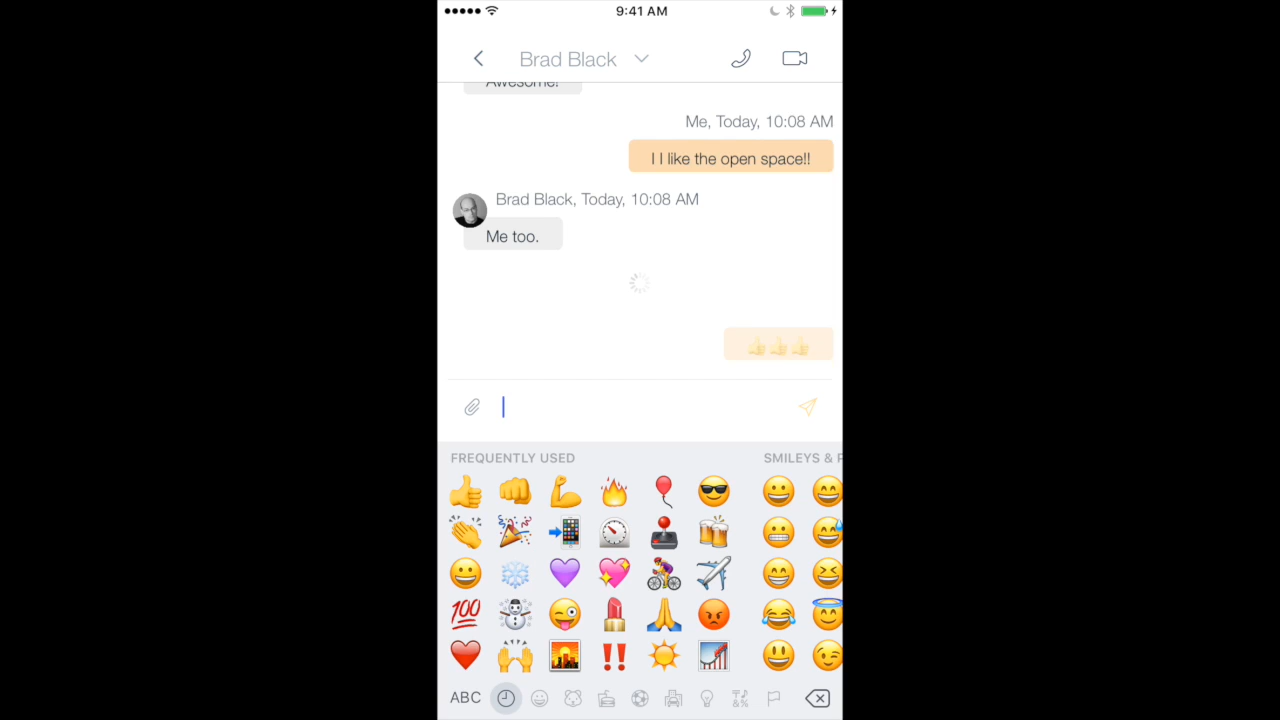 9:41 AM
Brad Black
Awesome!
Me, Today, 10:08 AM
I I like the open space!!
Brad Black, Today, 10:08 AM
Me too.
👍👍👍
FREQUENTLY USED
SMILEYS & P
100
ABC
&%